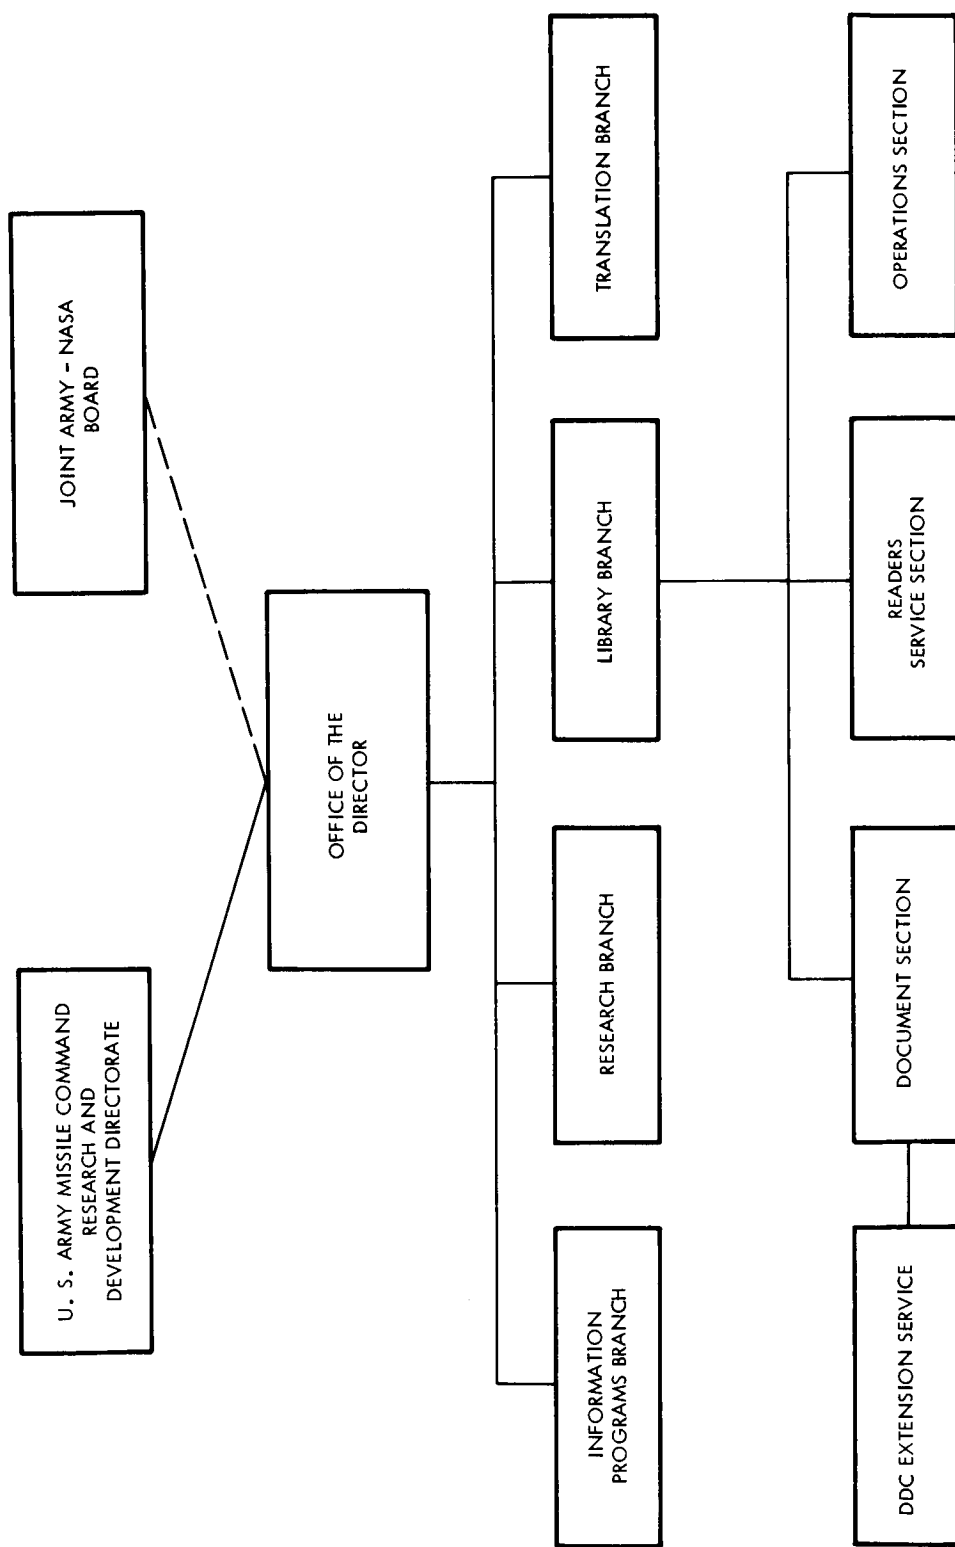 U. S. ARMY MISSILE COMMAND
RESEARCH AND
DEVELOPMENT DIRECTORATE
JOINT ARMY - NASA
BOARD
OFFICE OF THE
DIRECTOR
INFORMATION
PROGRAMS BRANCH
RESEARCH BRANCH
LIBRARY BRANCH
TRANSLATION BRANCH
DDC EXTENSION SERVICE
DOCUMENT SECTION
READERS
SERVICE SECTION
OPERATIONS SECTION